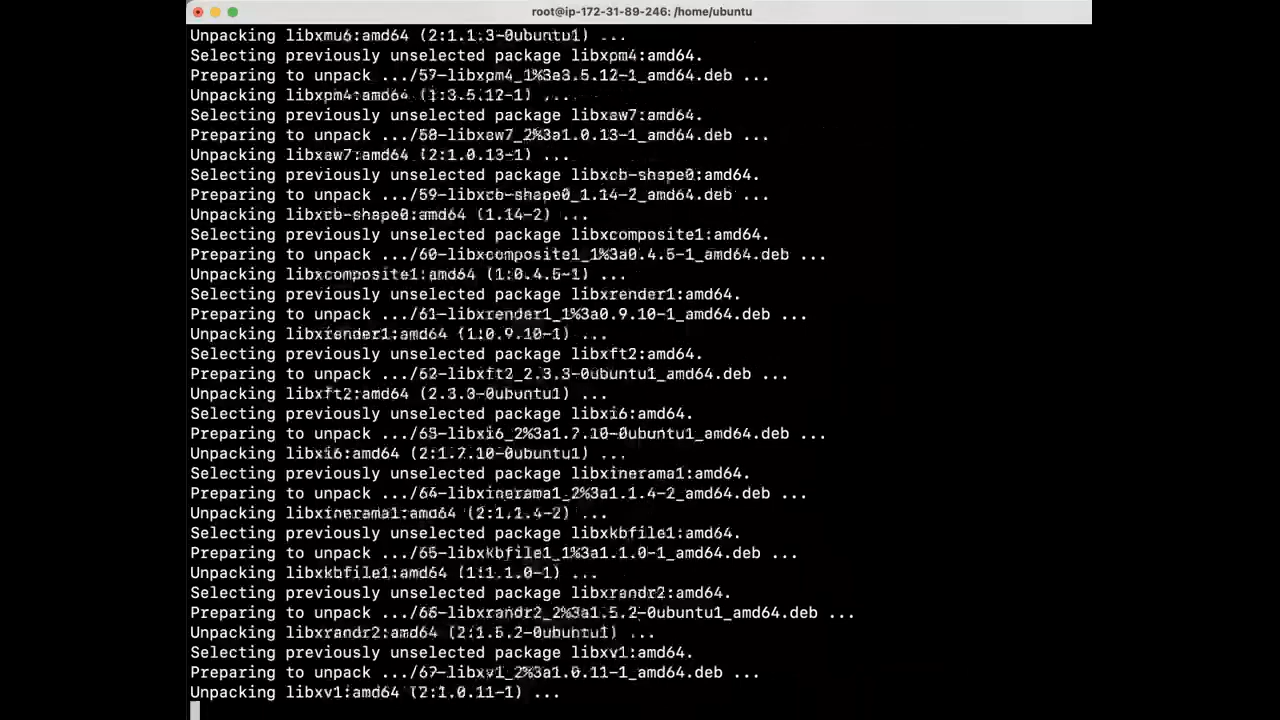 root@ip-172-31-89-246: /home/ubuntu
Unpacking libxmu6:amd64 (2:1.1.3-0ubuntu1) ...
Selecting previously unselected package libxpm4:amd64.
Preparing to unpack .../57-libxpm4_1%3a3.5.12-1_amd64.deb ...
Unpacking libxpm4:amd64 (1:3.5.12-1) ...
Selecting previously unselected package libxaw7:amd64.
Preparing to unpack .../58-libxaw7_2%3a1.0.13-1_amd64.deb ...
Unpacking libxaw7:amd64 (2:1.0.13-1) ...
Selecting previously unselected package libxcb-shape0:amd64.
Preparing to unpack .../59-libxcb-shape0_1.14-2_amd64.deb ...
Unpacking libxcb-shape0:amd64 (1.14-2) ...
Selecting previously unselected package libxcomposite1:amd64.
Preparing to unpack .../60-libxcomposite1_1%3a0.4.5-1_amd64.deb ...
Unpacking libxcomposite1:amd64 (1:0.4.5-1) ...
Selecting previously unselected package libxrender1:amd64.
Preparing to unpack .../61-libxrender1_1%3a0.9.10-1_amd64.deb ...
Unpacking libxrender1:amd64 (1:0.9.10-1) ...
Selecting previously unselected package libxft2:amd64.
Preparing to unpack .../62-libxft2_2.3.3-0ubuntu1_amd64.deb ...
Unpacking libxft2:amd64 (2.3.3-0ubuntu1) ...
Selecting previously unselected package libxi6:amd64.
Preparing to unpack .../63-libxi6_2%3a1.7.10-0ubuntu1_amd64.deb ...
Unpacking libxi6:amd64 (2:1.7.10-0ubuntu1) ...
Selecting previously unselected package libxinerama1:amd64.
Preparing to unpack .../64-libxinerama1_2%3a1.1.4-2_amd64.deb ...
Unpacking libxinerama1:amd64 (2:1.1.4-2) ...
Selecting previously unselected package libxkbfile1:amd64.
Preparing to unpack .../65-libxkbfile1_1%3a1.1.0-1_amd64.deb ...
Unpacking libxkbfile1:amd64 (1:1.1.0-1) ...
Selecting previously unselected package libxrandr2:amd64.
Preparing to unpack .../66-libxrandr2_2%3a1.5.2-0ubuntu1_amd64.deb ...
Unpacking libxrandr2:amd64 (2:1.5.2-0ubuntu1) ...
Selecting previously unselected package libxv1:amd64.
Preparing to unpack .../67-libxv1_2%3a1.0.11-1_amd64.deb ...
Unpacking libxv1:amd64 (2:1.0.11-1) ...